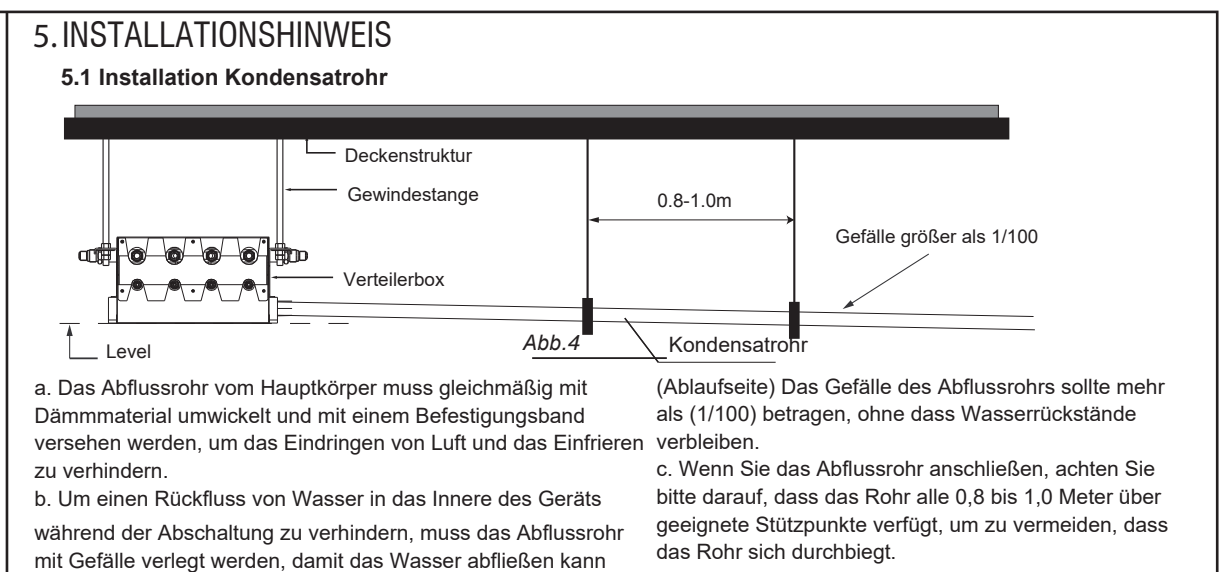 5. INSTALLATIONSHINWEIS
5.1 Installation Kondensatrohr
Deckenstruktur
Gewindestange
0.8-1.0m
Gefälle größer als 1/100
Verteilerbox
Level
Abb.4
Kondensatrohr
a. Das Abflussrohr vom Hauptkörper muss gleichmäßig mit
Dämmmaterial umwickelt und mit einem Befestigungsband
versehen werden, um das Eindringen von Luft und das Einfrieren
zu verhindern.
b. Um einen Rückfluss von Wasser in das Innere des Geräts
während der Abschaltung zu verhindern, muss das Abflussrohr
mit Gefälle verlegt werden, damit das Wasser abfließen kann
(Ablaufseite) Das Gefälle des Abflussrohrs sollte mehr
als (1/100) betragen, ohne dass Wasserrückstände
verbleiben.
c. Wenn Sie das Abflussrohr anschließen, achten Sie
bitte darauf, dass das Rohr alle 0,8 bis 1,0 Meter über
geeignete Stützpunkte verfügt, um zu vermeiden, dass
das Rohr sich durchbiegt.